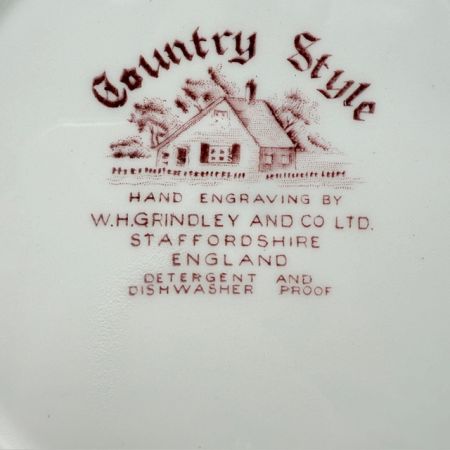 Country Style
HAND ENGRAVING BY
W.H.GRINDLEY AND CO LTD.
STAFFORDSHIRE
ENGLAND
DETERGENT AND
DISHWASHER PROOF